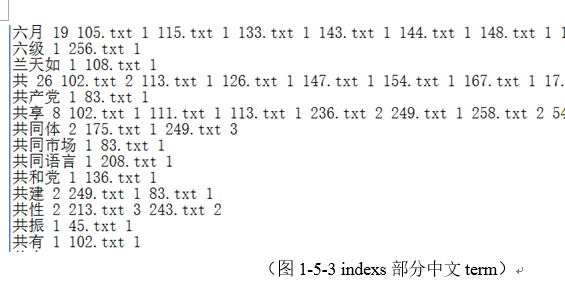 六月 19 105.txt 1 115.txt 1 133.txt 1 143.txt 1 144.txt 1 148.txt 1 1
六级 1 256.txt 1
兰天如 1 108.txt 1
共 26 102.txt 2 113.txt 1 126.txt 1 147.txt 1 154.txt 1 167.txt 1 17.
共产党 1 83.txt 1
共享 8 102.txt 1 111.txt 1 113.txt 1 236.txt 2 249.txt 1 258.txt 2 54
共同体 2 175.txt 1 249.txt 3
共同市场 1 83.txt 1
共同语言 1 208.txt 1
共和党 1 136.txt 1
共建 2 249.txt 1 83.txt 1
共性 2 213.txt 3 243.txt 2
共振 1 45.txt 1
共有 1 102.txt 1
（图 1-5-3 indexs 部分中文 term）